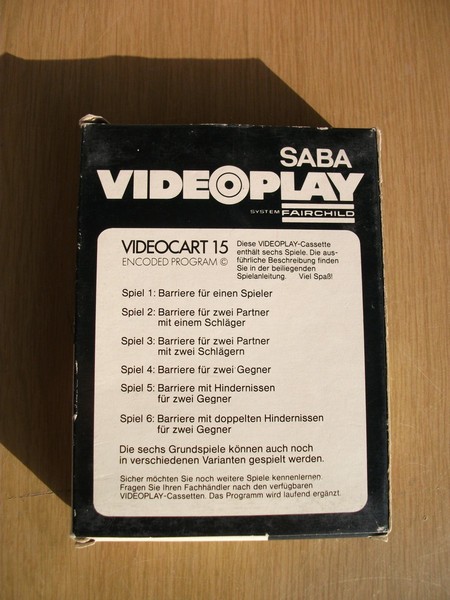 SABA
VIDEOPLAY
SYSTEM FAIRCHILD
VIDEOCART 15
ENCODED PROGRAM ©
Diese VIDEOPLAY-Cassette
enthält sechs Spiele. Die aus-
führliche Beschreibung finden
Sie in der beiliegenden
Spielanleitung. Viel Spaß!
Spiel 1: Barriere für einen Spieler
Spiel 2: Barriere für zwei Partner
mit einem Schläger
Spiel 3: Barriere für zwei Partner
mit zwei Schlägern
Spiel 4: Barriere für zwei Gegner
Spiel 5: Barriere mit Hindernissen
für zwei Gegner
Spiel 6: Barriere mit doppelten Hindernissen
für zwei Gegner
Die sechs Grundspiele können auch noch
in verschiedenen Varianten gespielt werden.
Sicher möchten Sie noch weitere Spiele kennenlernen.
Fragen Sie Ihren Fachhändler nach den verfügbaren
VIDEOPLAY-Cassetten. Das Programm wird laufend ergänzt.